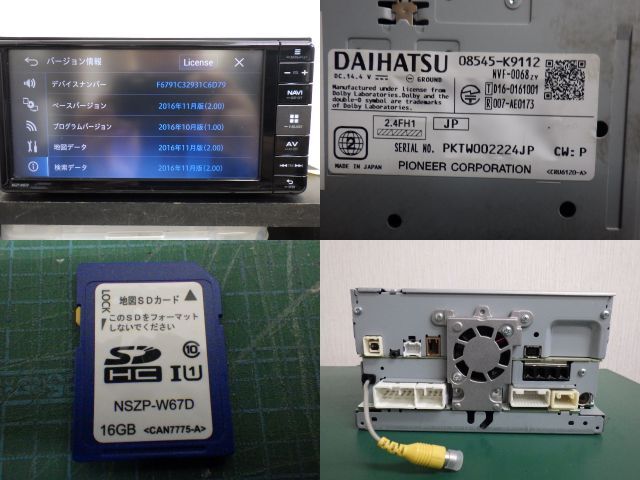 バージョン情報
License
デバイスナンバー F6791C32931C6D79
ベースバージョン 2016年11月版(2.00)
プログラムバージョン 2016年10月版(1.00)
地図データ 2016年11月版(2.00)
検索データ 2016年11月版(2.00)
NAVI
AV
DAIHATSU 08545-K9112
DC.14.4 V GROUND NVF-0068ZY
Manufactured under license from
Dolby Laboratories.Dolby and the
double-D symbol are trademarks
of Dolby Laboratories.
T 016-0161001
R 007-AE0173
2.4FH1 JP
SERIAL NO. PKTW002224JP CW:P
MADE IN JAPAN PIONEER CORPORATION <CRW6120-A>
LOCK
地図SDカード
このSDをフォーマット
しないでください
SD HC I U1 10
NSZP-W67D
16GB <CAN7775-A>